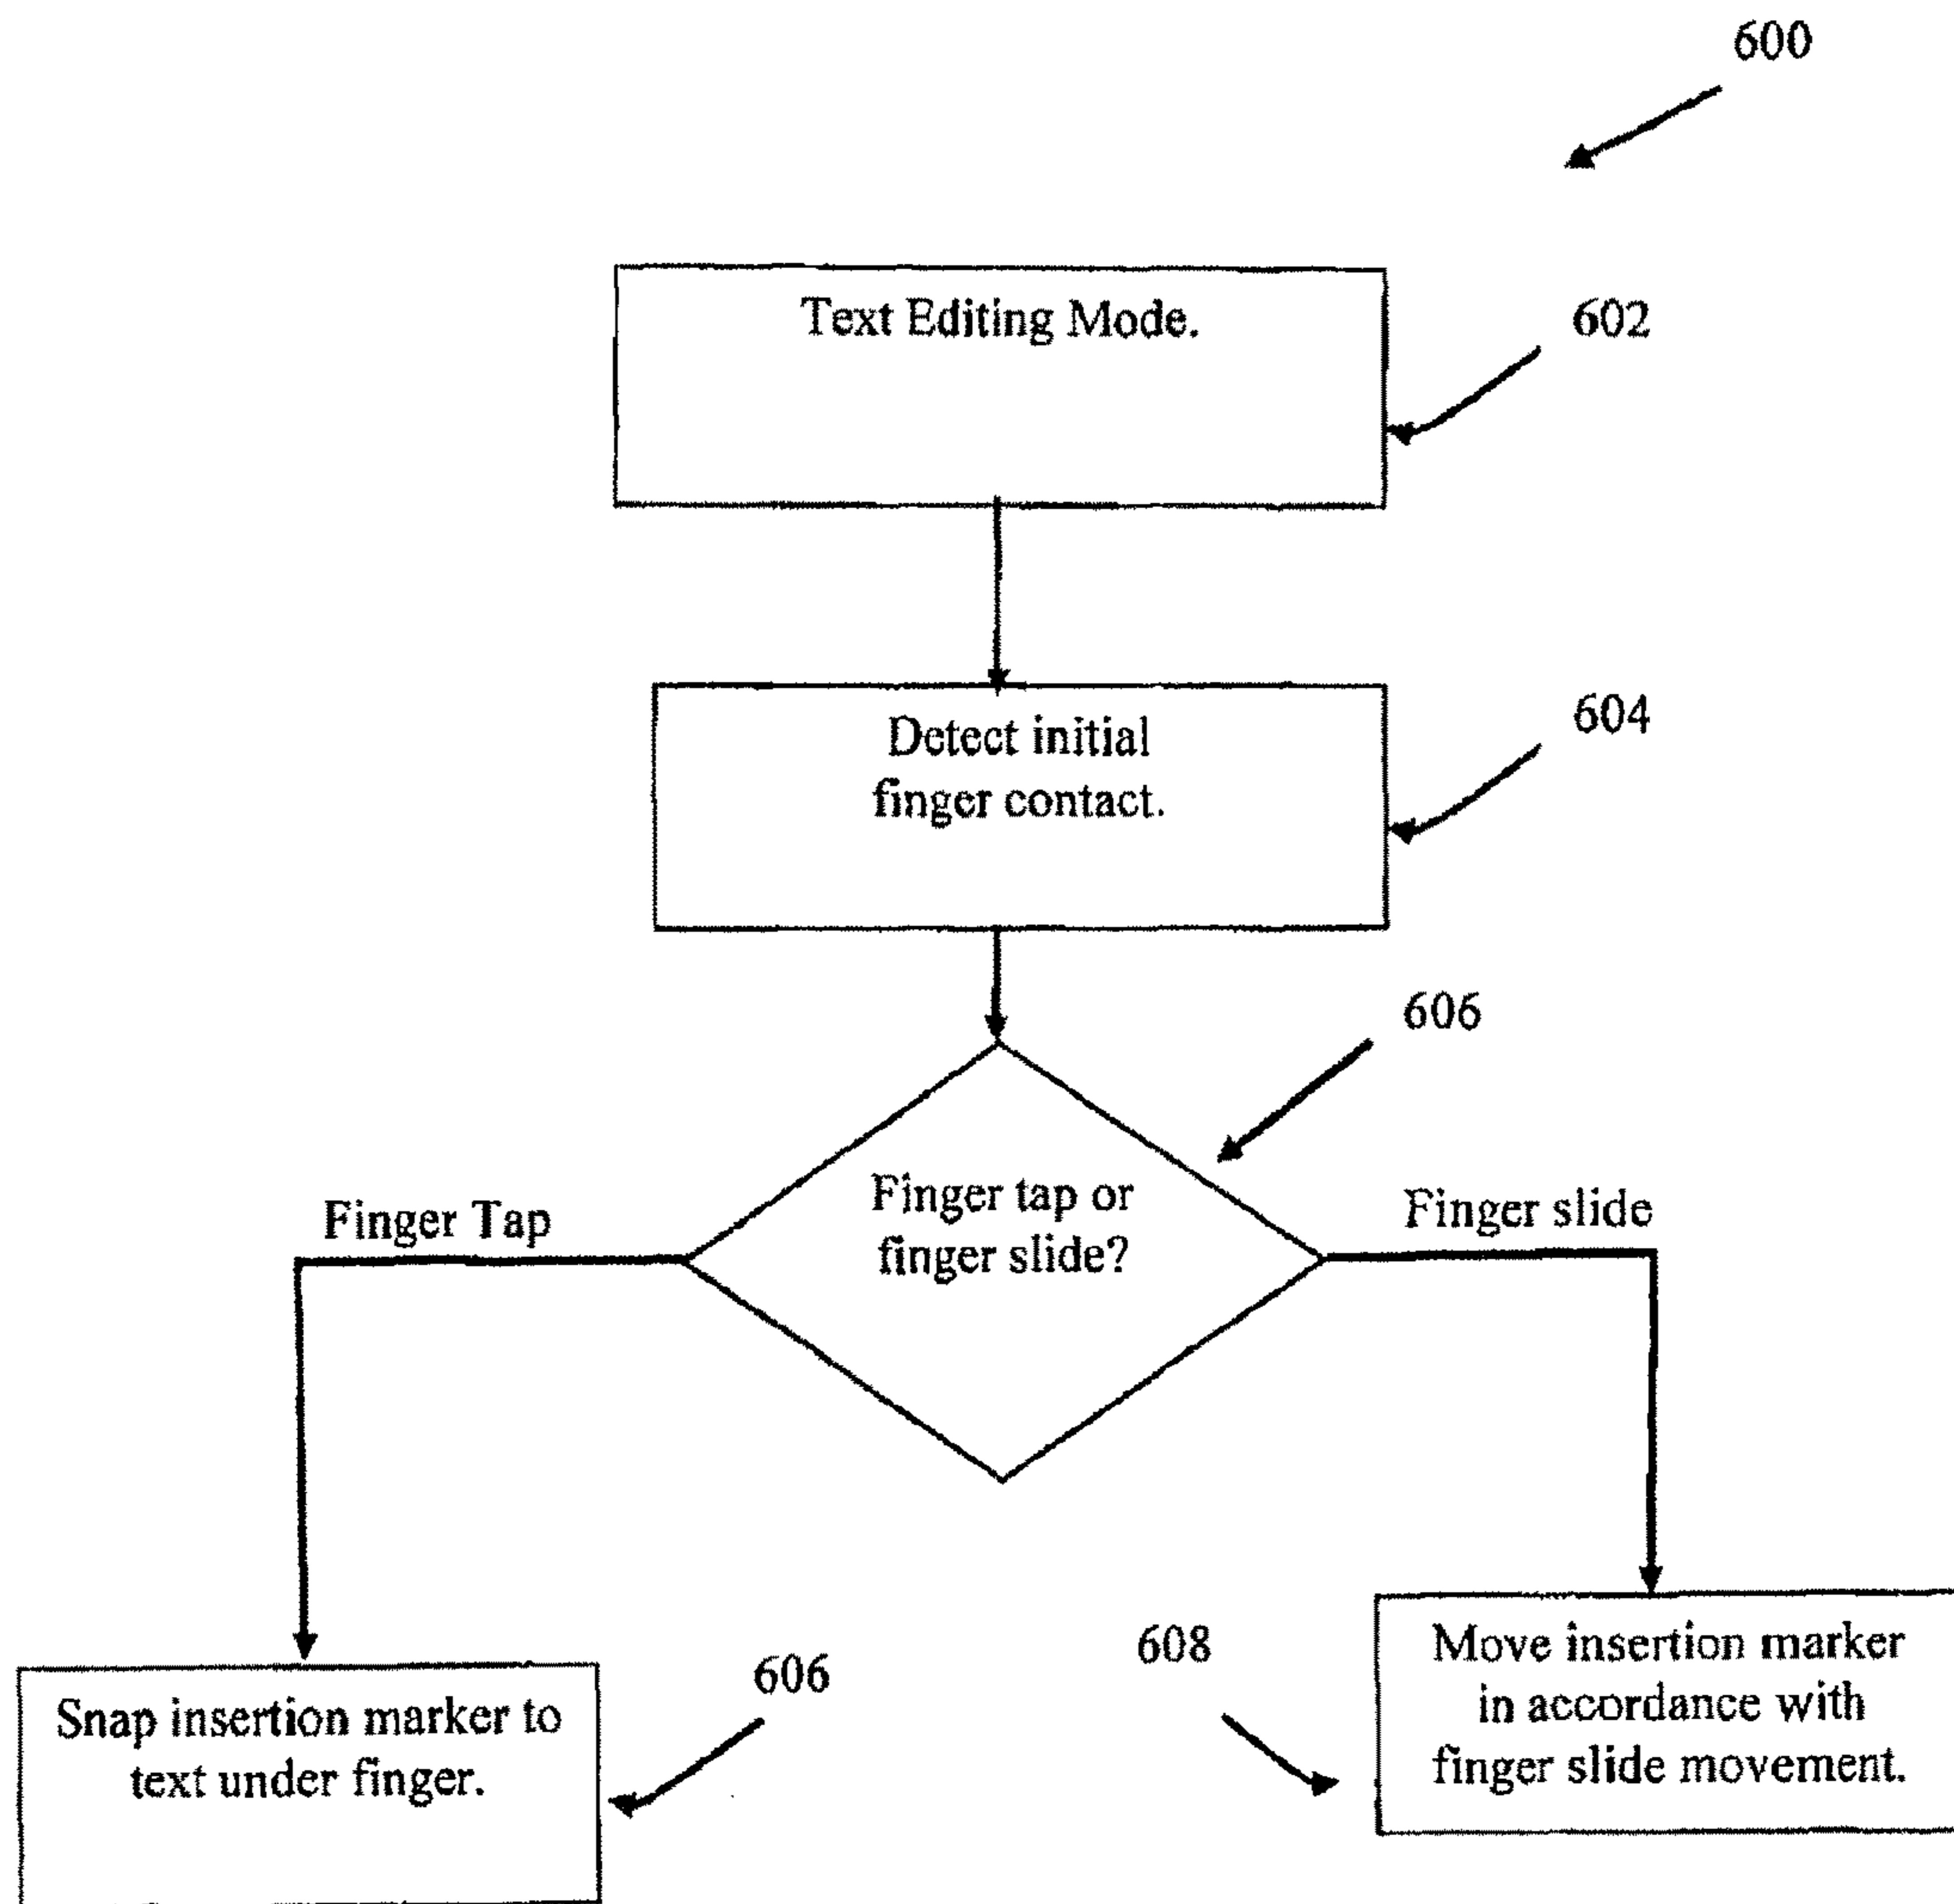 600
Text Editing Mode.
602
Detect initial
finger contact.
604
606
Finger tap or
finger slide?
Finger Tap
Finger slide
Snap insertion marker to
text under finger.
606
608
Move insertion marker
in accordance with
finger slide movement.